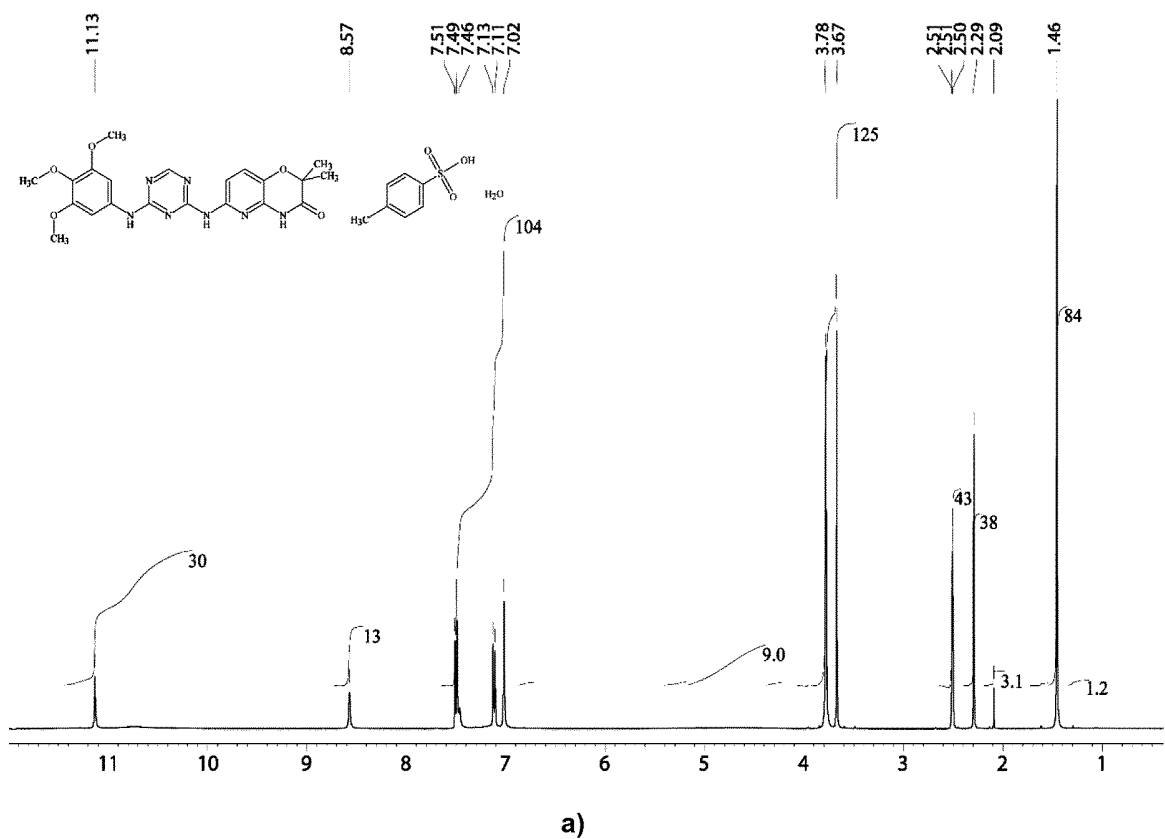 11.13
8.57
7.51
7.49
7.46
7.13
7.11
7.02
3.78
3.67
2.51
2.51
2.50
2.29
2.09
1.46
125
104
84
43
38
30
13
9.0
3.1
1.2
CH₃
O
H₃C
O
O
CH₃
N
N
N
N
H
N
H
N
O
CH₃
CH₃
N
H
O
O
S
OH
O
H₃C
H₂O
11 10 9 8 7 6 5 4 3 2 1
a)